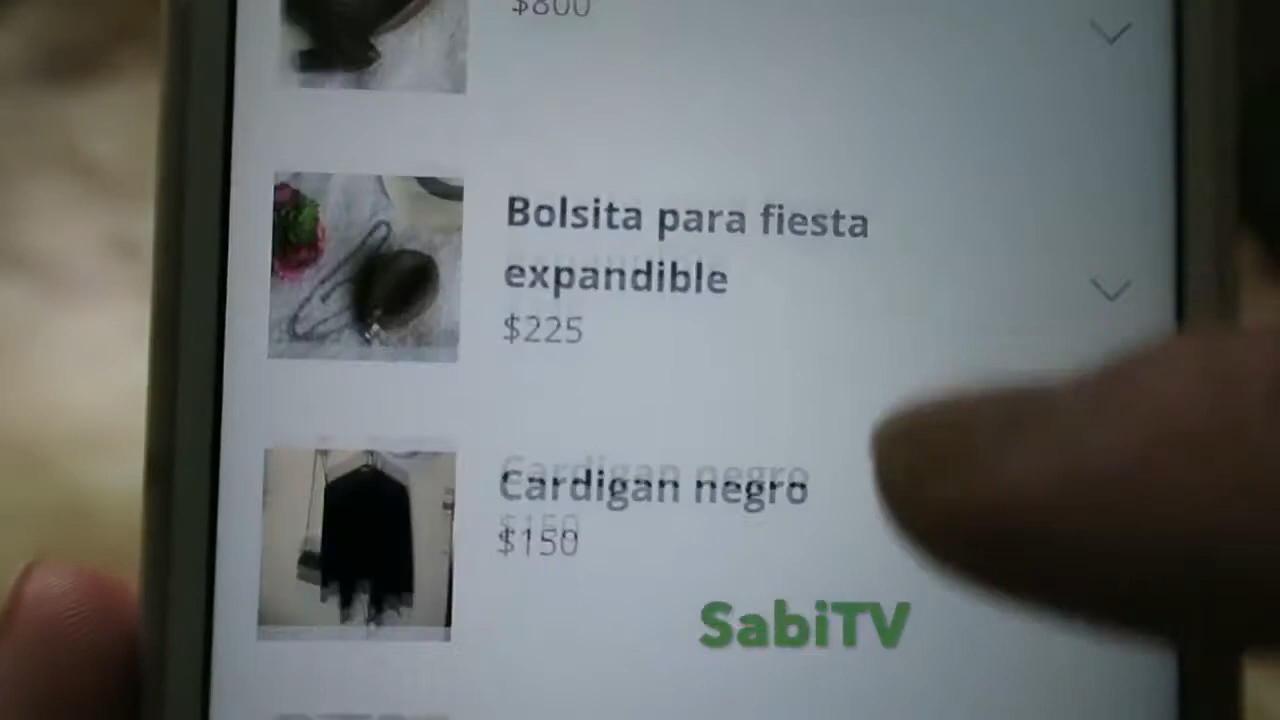 $800
Bolsita para fiesta
expandible
$225
Cardigan negro
$150
SabiTV